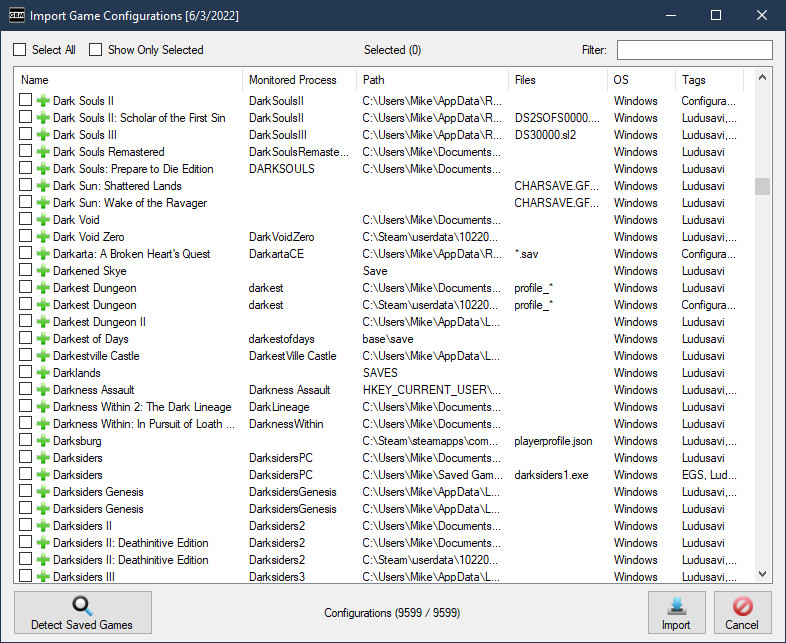 GBM Import Game Configurations [6/3/2022]
Select All Show Only Selected Selected (0) Filter:
Name Monitored Process Path Files OS Tags
Dark Souls II DarkSoulsII C:\Users\Mike\AppData\R... Windows Configura...
Dark Souls II: Scholar of the First Sin DarkSoulsII C:\Users\Mike\AppData\R... DS2SOFS0000.... Windows Ludusavi,...
Dark Souls III DarkSoulsIII C:\Users\Mike\AppData\R... DS30000.sl2 Windows Ludusavi,...
Dark Souls Remastered DarkSoulsRemaste... C:\Users\Mike\Documents... Windows Ludusavi
Dark Souls: Prepare to Die Edition DARKSOULS C:\Users\Mike\Documents... Windows Ludusavi
Dark Sun: Shattered Lands CHARSAVE.GF... Windows Ludusavi
Dark Sun: Wake of the Ravager CHARSAVE.GF... Windows Ludusavi
Dark Void C:\Users\Mike\Documents... Windows Ludusavi
Dark Void Zero DarkVoidZero C:\Steam\userdata\10220... Windows Ludusavi,...
Darkarta: A Broken Heart's Quest DarkartaCE C:\Users\Mike\AppData\R... *.sav Windows Configura...
Darkened Skye Save Windows Ludusavi
Darkest Dungeon darkest C:\Users\Mike\Documents... profile_* Windows Ludusavi,...
Darkest Dungeon darkest C:\Steam\userdata\10220... profile_* Windows Configura...
Darkest Dungeon II C:\Users\Mike\AppData\L... Windows Ludusavi
Darkest of Days darkestofdays base\save Windows Ludusavi
Darkestville Castle DarkestVille Castle C:\Users\Mike\AppData\L... Windows Ludusavi
Darklands SAVES Windows Ludusavi
Darkness Assault Darkness Assault HKEY_CURRENT_USER\... Windows Ludusavi
Darkness Within 2: The Dark Lineage DarkLineage C:\Users\Mike\Documents... Windows Ludusavi
Darkness Within: In Pursuit of Loath ... DarknessWithin C:\Users\Mike\Documents... Windows Ludusavi
Darksburg C:\Steam\steamapps\com... playerprofile.json Windows Ludusavi
Darksiders DarksidersPC C:\Users\Mike\Documents... Windows Ludusavi,...
Darksiders DarksidersPC C:\Users\Mike\Saved Gam... darksiders1.exe Windows EGS, Lud...
Darksiders Genesis DarksidersGenesis C:\Users\Mike\AppData\L... Windows Ludusavi,...
Darksiders Genesis DarksidersGenesis C:\Users\Mike\AppData\L... Windows Ludusavi,...
Darksiders II Darksiders2 C:\Users\Mike\Documents... Windows Ludusavi
Darksiders II: Deathinitive Edition Darksiders2 C:\Users\Mike\Documents... Windows Ludusavi,...
Darksiders II: Deathinitive Edition Darksiders2 C:\Steam\userdata\10220... Windows Ludusavi,...
Darksiders III Darksiders3 C:\Users\Mike\AppData\L... Windows Ludusavi,...
Detect Saved Games Configurations (9599 / 9599) Import Cancel